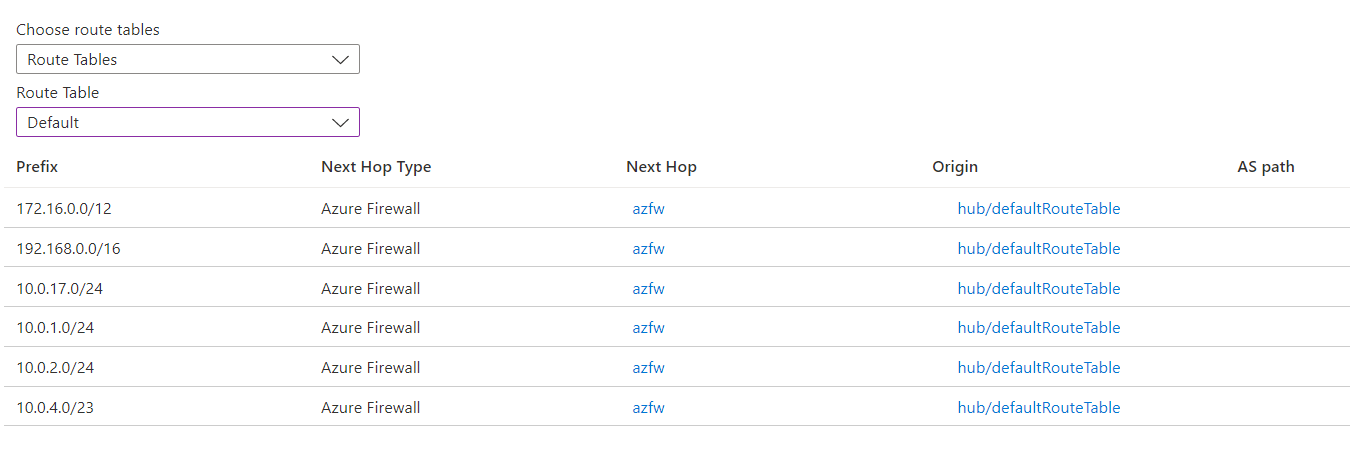 Choose route tables
Route Tables
Route Table
Default
Prefix Next Hop Type Next Hop Origin AS path
172.16.0.0/12 Azure Firewall azfw hub/defaultRouteTable
192.168.0.0/16 Azure Firewall azfw hub/defaultRouteTable
10.0.17.0/24 Azure Firewall azfw hub/defaultRouteTable
10.0.1.0/24 Azure Firewall azfw hub/defaultRouteTable
10.0.2.0/24 Azure Firewall azfw hub/defaultRouteTable
10.0.4.0/23 Azure Firewall azfw hub/defaultRouteTable